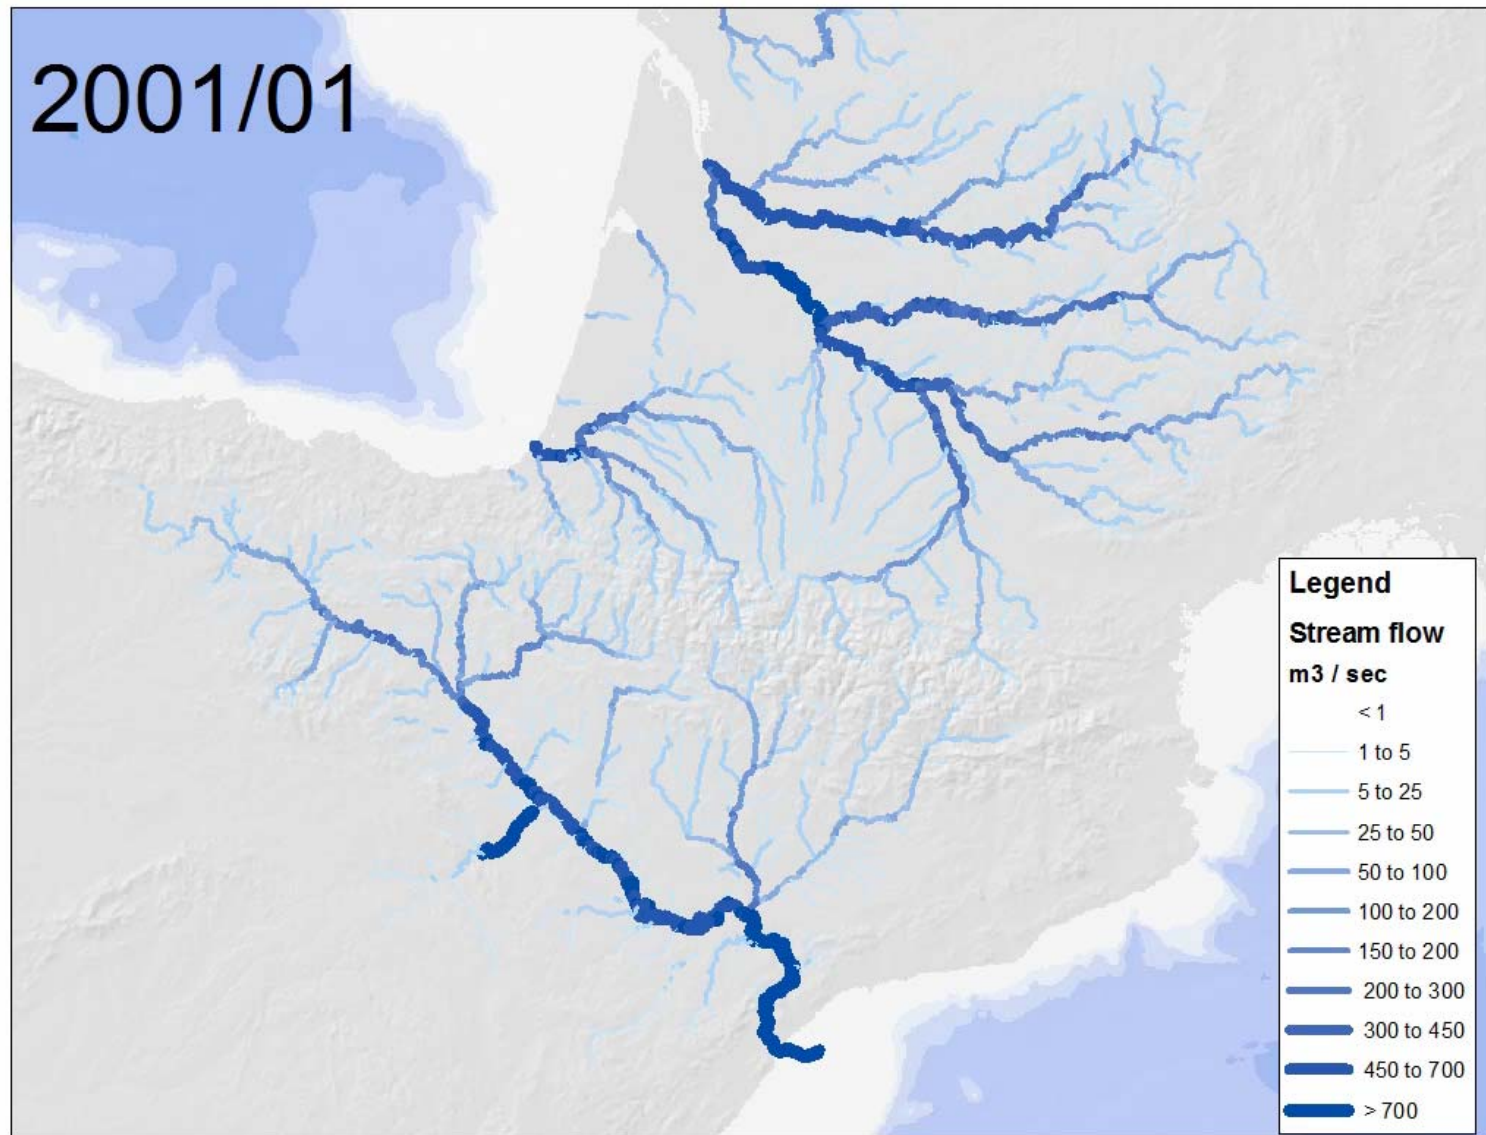 2001/01
Legend
Stream flow
m3 / sec
< 1
1 to 5
5 to 25
25 to 50
50 to 100
100 to 200
150 to 200
200 to 300
300 to 450
450 to 700
> 700